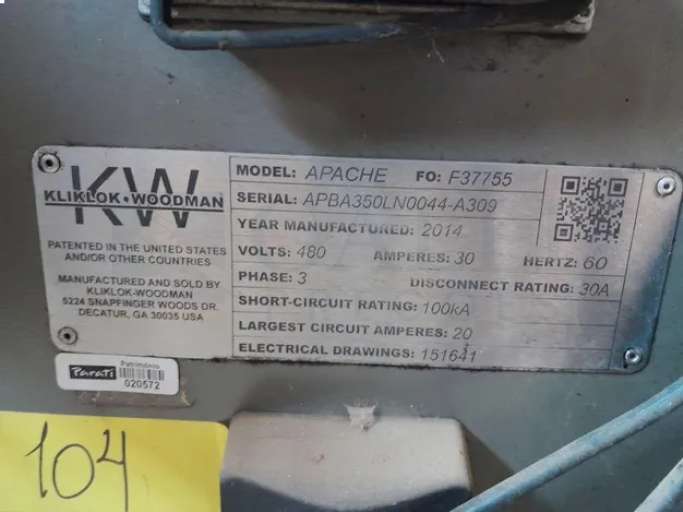 KW
KLIKLOK•WOODMAN
PATENTED IN THE UNITED STATES
AND/OR OTHER COUNTRIES
MANUFACTURED AND SOLD BY
KLIKLOK-WOODMAN
5224 SNAPFINGER WOODS DR.
DECATUR, GA 30035 USA
MODEL: APACHE FO: F37755
SERIAL: APBA350LN0044-A309
YEAR MANUFACTURED: 2014
VOLTS: 480 AMPERES: 30 HERTZ: 60
PHASE: 3 DISCONNECT RATING: 30A
SHORT-CIRCUIT RATING: 100kA
LARGEST CIRCUIT AMPERES: 20
ELECTRICAL DRAWINGS: 151641
Parati
Patrimônio
020572
104